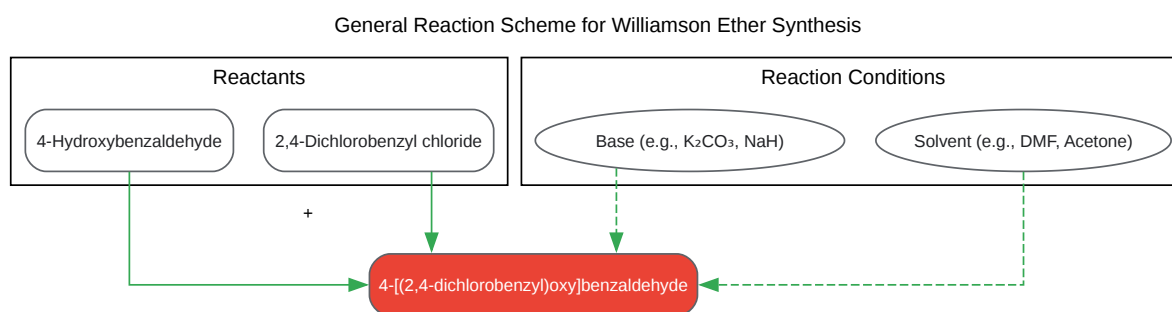 General Reaction Scheme for Williamson Ether Synthesis
Reactants
Reaction Conditions
4-Hydroxybenzaldehyde
2,4-Dichlorobenzyl chloride
Base (e.g., K₂CO₃, NaH)
Solvent (e.g., DMF, Acetone)
+
4-[(2,4-dichlorobenzyl)oxy]benzaldehyde